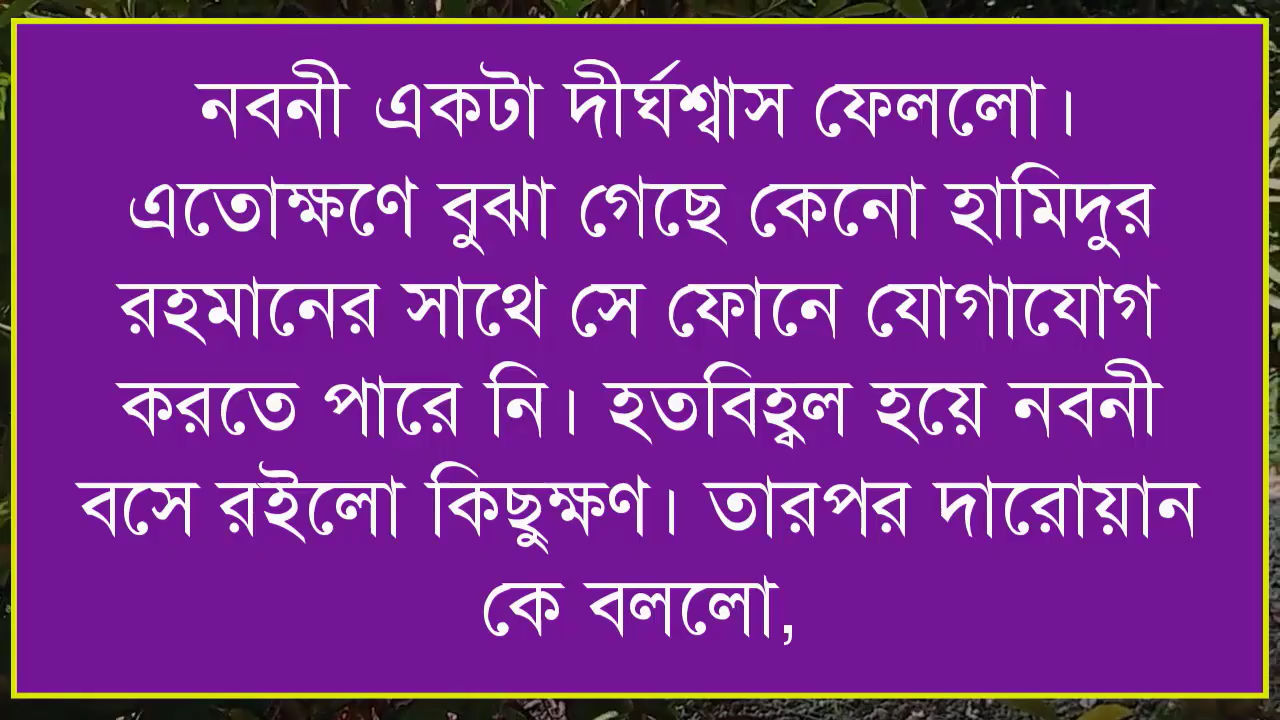 নবনী একটা দীর্ঘশ্বাস ফেললো।
এতোক্ষণে বুঝা গেছে কেনো হামিদুর
রহমানের সাথে সে ফোনে যোগাযোগ
করতে পারে নি। হতবিহ্বল হয়ে নবনী
বসে রইলো কিছুক্ষণ। তারপর দারোয়ান
কে বললো,